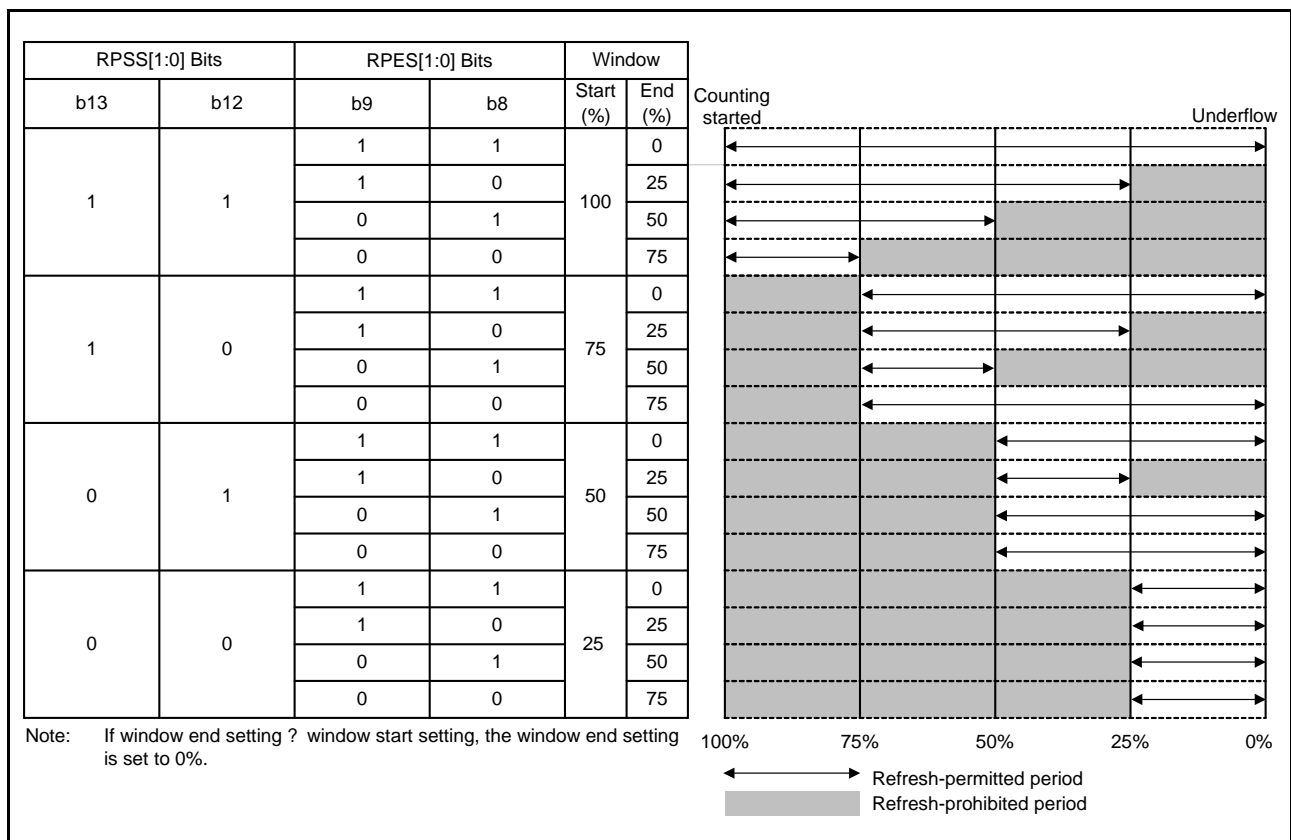 RPSS[1:0] Bits RPES[1:0] Bits Window
b13 b12 b9 b8 Start (%) End (%)
Counting started Underflow
1 1 100 0
1 0 25
1 1 0 1 50
0 0 75
1 1 75 0
1 0 25
1 0 0 1 50
0 0 75
1 1 50 0
1 0 25
0 1 0 1 50
0 0 75
1 1 25 0
1 0 25
0 0 0 1 50
0 0 75
Note: If window end setting ? window start setting, the window end setting
is set to 0%.
100% 75% 50% 25% 0%
Refresh-permitted period
Refresh-prohibited period